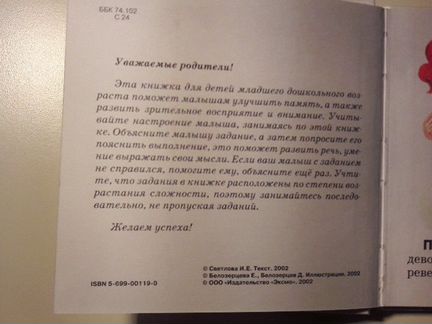 ББК 74.102
С 24
Уважаемые родители!
Эта книжка для детей младшего дошкольного воз-
раста поможет малышам улучшить память, а также
развить зрительное восприятие и внимание. Учиты-
вайте настроение малыша, занимаясь по этой книж-
ке. Объясните малышу задание, а затем попросите его
пояснить выполнение, это поможет развить речь, уме-
ние выражать свои мысли. Если ваш малыш с заданием
не справился, помогите ему, объясните ещё раз. Учти-
те, что задания в книжке расположены по степени воз-
растания сложности, поэтому занимайтесь последо-
вательно, не пропуская заданий.
Желаем успеха!
© Светлова И.Е. Текст, 2002
© Белозерцева Е., Белозерцев Д. Иллюстрации, 2002
ISBN 5-699-00119-0
© ООО «Издательство «Эксмо», 2002
П
дево
реве